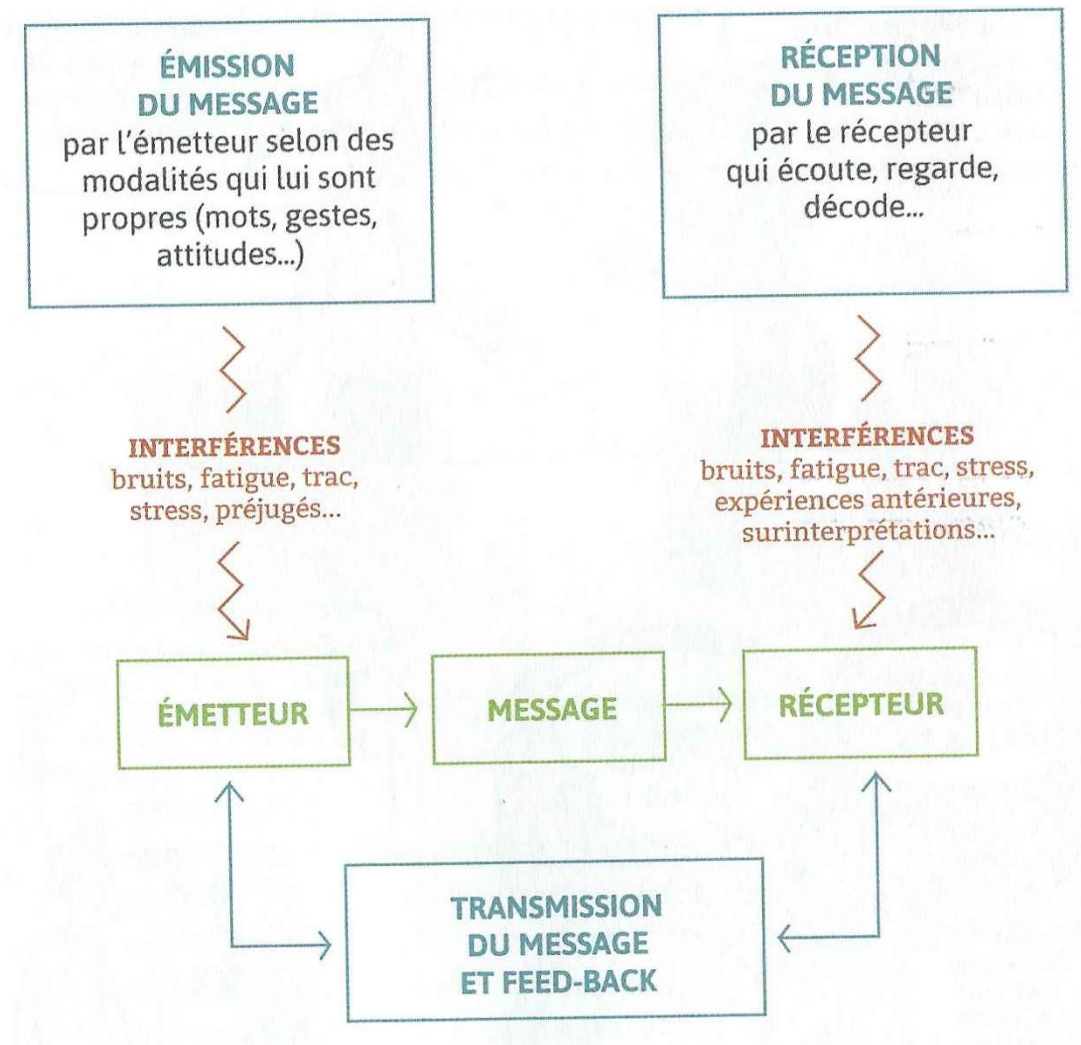 ÉMISSION
DU MESSAGE
par l'émetteur selon des
modalités qui lui sont
propres (mots, gestes,
attitudes...)
RÉCEPTION
DU MESSAGE
par le récepteur
qui écoute, regarde,
décode...
INTERFÉRENCES
bruits, fatigue, trac,
stress, préjugés...
INTERFÉRENCES
bruits, fatigue, trac, stress,
expériences antérieures,
surinterprétations...
ÉMETTEUR
MESSAGE
RÉCEPTEUR
TRANSMISSION
DU MESSAGE
ET FEED-BACK